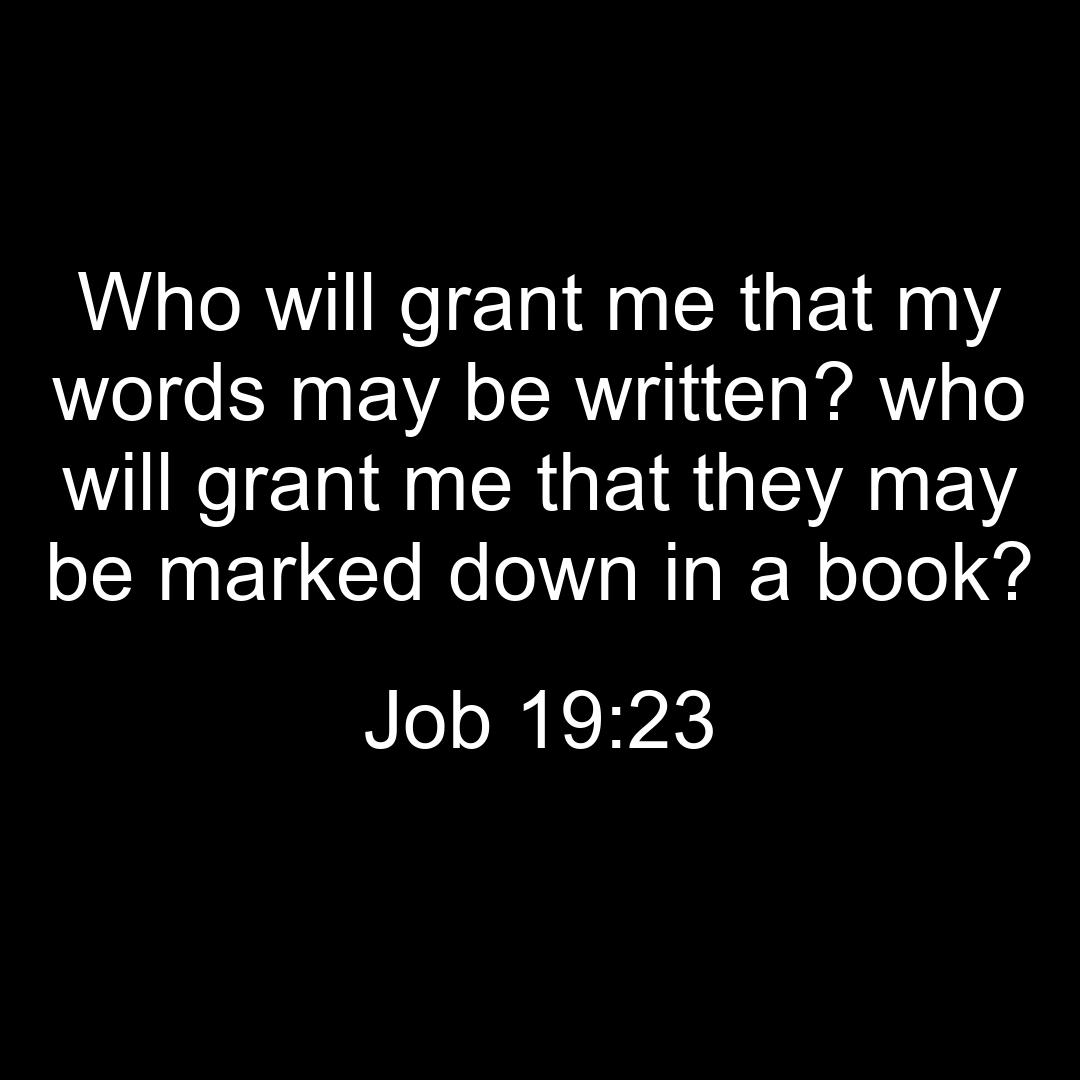 Who will grant me that my
words may be written? who
will grant me that they may
be marked down in a book?
Job 19:23